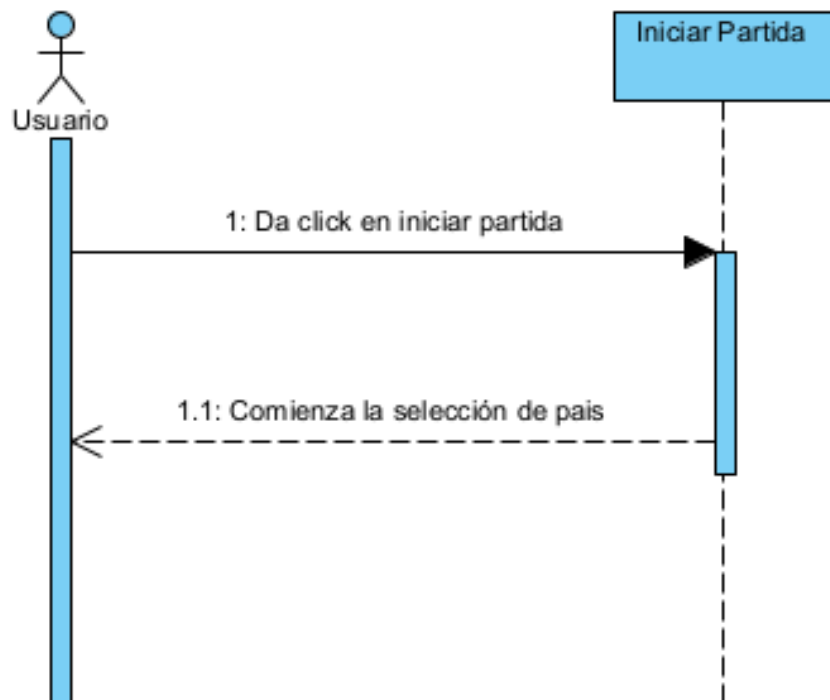 Iniciar Partida
Usuario
1: Da click en iniciar partida
1.1: Comienza la selección de pais